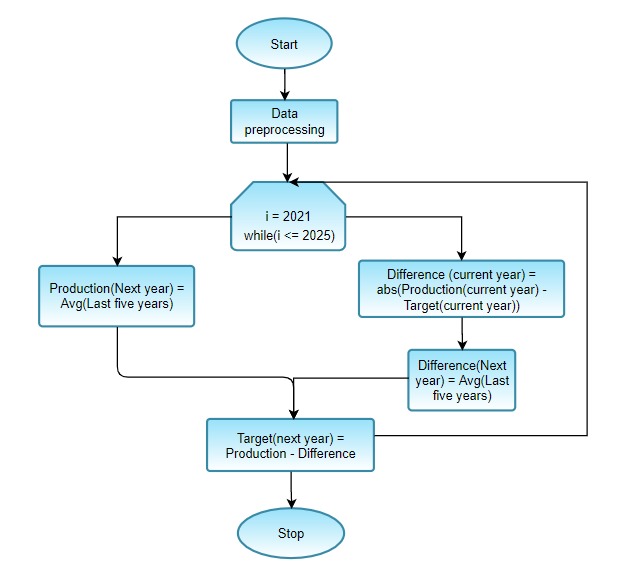 Start
Data
preprocessing
i = 2021
while(i <= 2025)
Production(Next year) =
Avg(Last five years)
Difference (current year) =
abs(Production(current year) -
Target(current year))
Difference(Next
year) = Avg(Last
five years)
Target(next year) =
Production - Difference
Stop